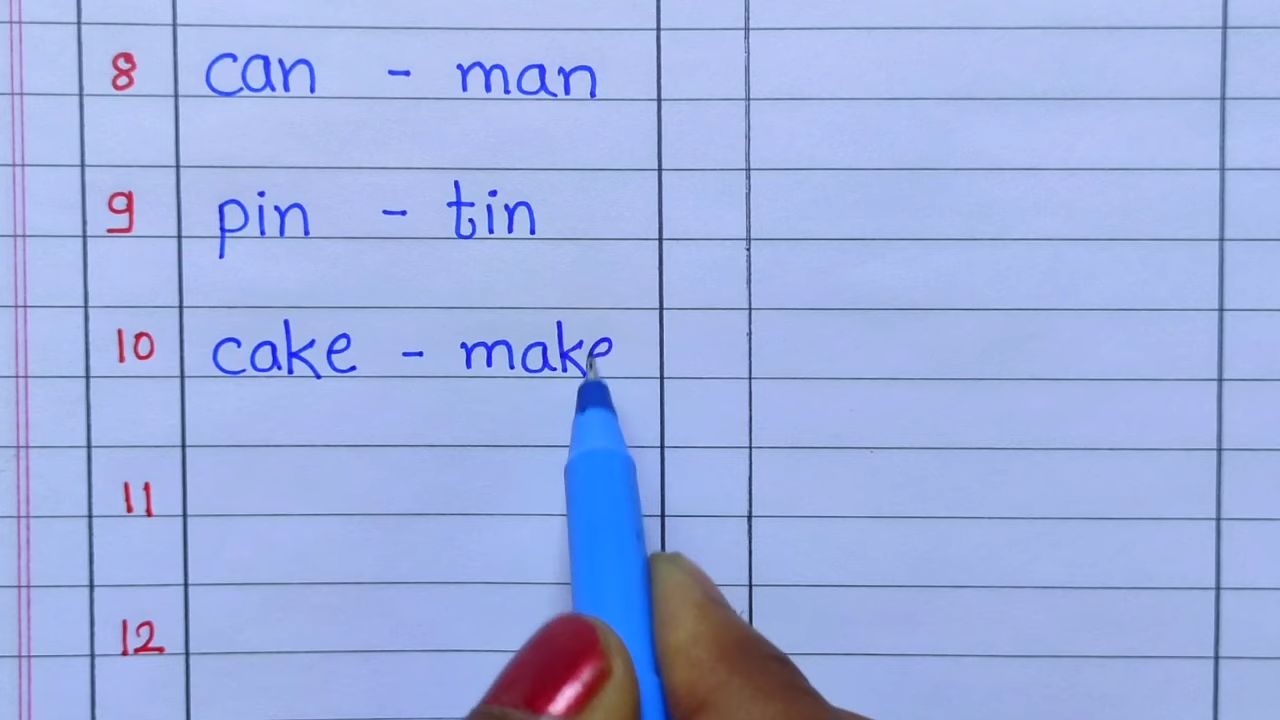 8 can - man
9 pin - tin
10 cake - make
11
12